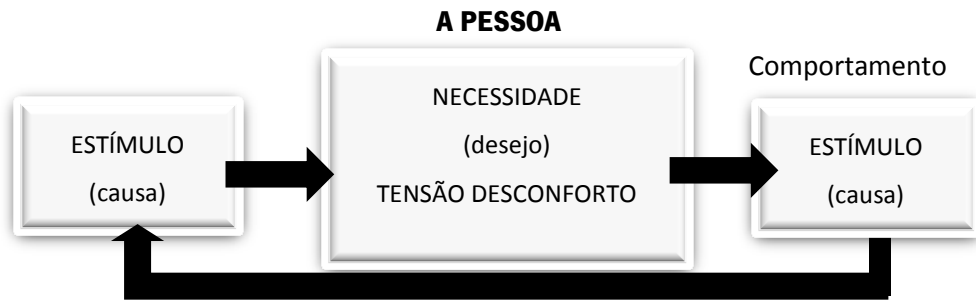 A PESSOA
Comportamento
ESTÍMULO
(causa)
NECESSIDADE
(desejo)
TENSÃO DESCONFORTO
ESTÍMULO
(causa)